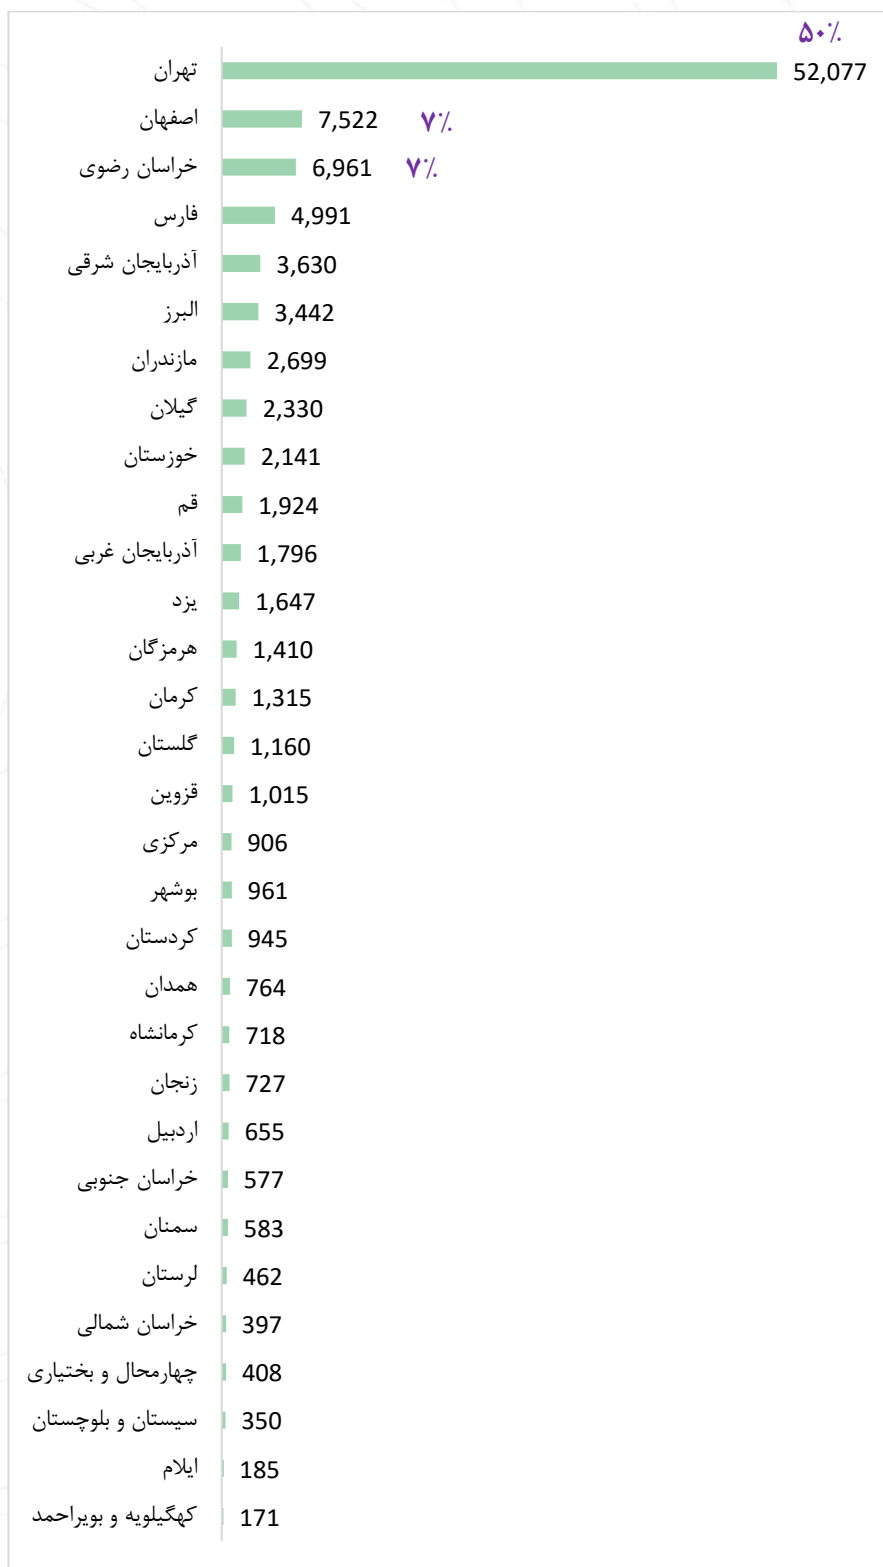 ۵۰٪
تهران 52,077
اصفهان 7,522 ۷٪
خراسان رضوی 6,961 ۷٪
فارس 4,991
آذربایجان شرقی 3,630
البرز 3,442
مازندران 2,699
گیلان 2,330
خوزستان 2,141
قم 1,924
آذربایجان غربی 1,796
یزد 1,647
هرمزگان 1,410
کرمان 1,315
گلستان 1,160
قزوین 1,015
مرکزی 906
بوشهر 961
کردستان 945
همدان 764
کرمانشاه 718
زنجان 727
اردبیل 655
خراسان جنوبی 577
سمنان 583
لرستان 462
خراسان شمالی 397
چهارمحال و بختیاری 408
سیستان و بلوچستان 350
ایلام 185
کهگیلویه و بویراحمد 171